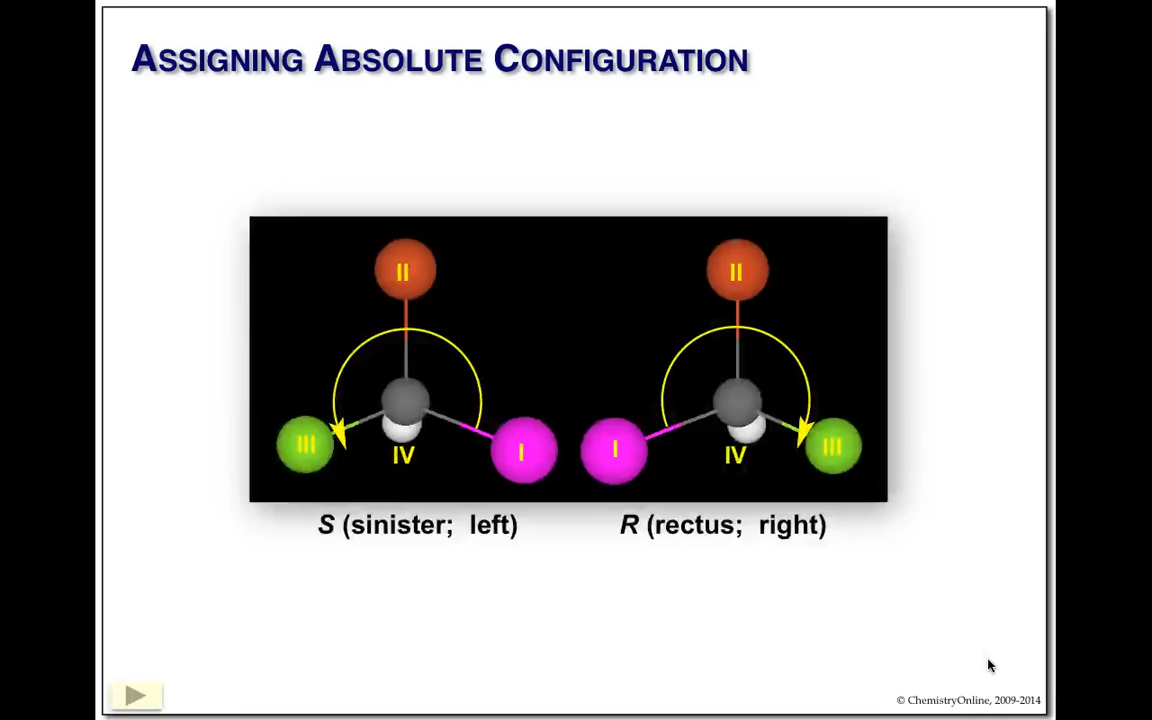 ASSIGNING ABSOLUTE CONFIGURATION
II
II
III
I
I
III
IV
IV
S (sinister; left)
R (rectus; right)
© ChemistryOnline, 2009-2014